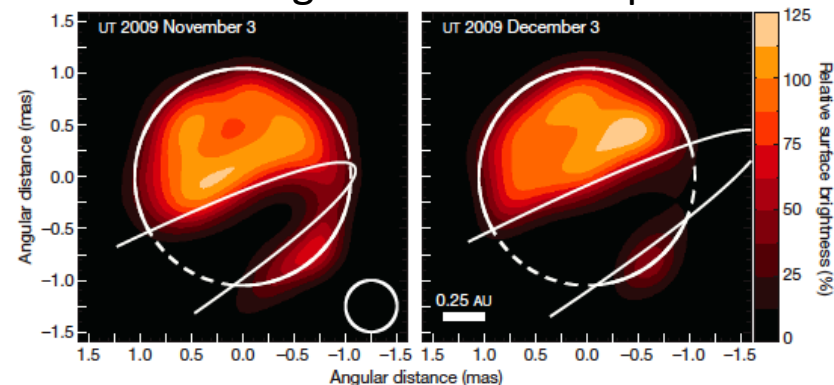 UT 2009 November 3
UT 2009 December 3
1.5
1.0
0.5
0.0
−0.5
−1.0
−1.5
Angular distance (mas)
1.5 1.0 0.5 0.0 −0.5 −1.0 −1.5
1.5 1.0 0.5 0.0 −0.5 −1.0 −1.5
Angular distance (mas)
0.25 AU
125
100
75
50
25
0
Relative surface brightness (%)